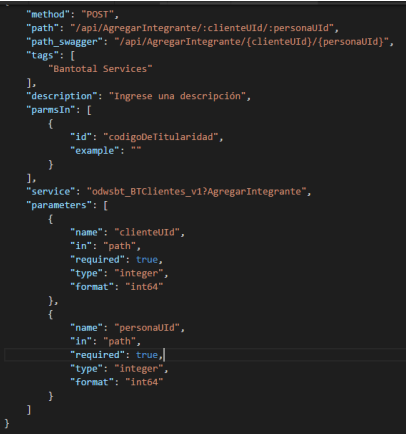 "method": "POST",
"path": "/api/AgregarIntegrante/:clienteUId/:personaUId",
"path_swagger": "/api/AgregarIntegrante/{clienteUId}/{personaUId}",
"tags": [
"Bantotal Services"
],
"description": "Ingrese una descripción",
"parmsIn": [
{
"id": "codigoDeTitularidad",
"example": ""
}
],
"service": "odwsbt_BTClientes_v1?AgregarIntegrante",
"parameters": [
{
"name": "clienteUId",
"in": "path",
"required": true,
"type": "integer",
"format": "int64"
},
{
"name": "personaUId",
"in": "path",
"required": true,
"type": "integer",
"format": "int64"
}
]
}